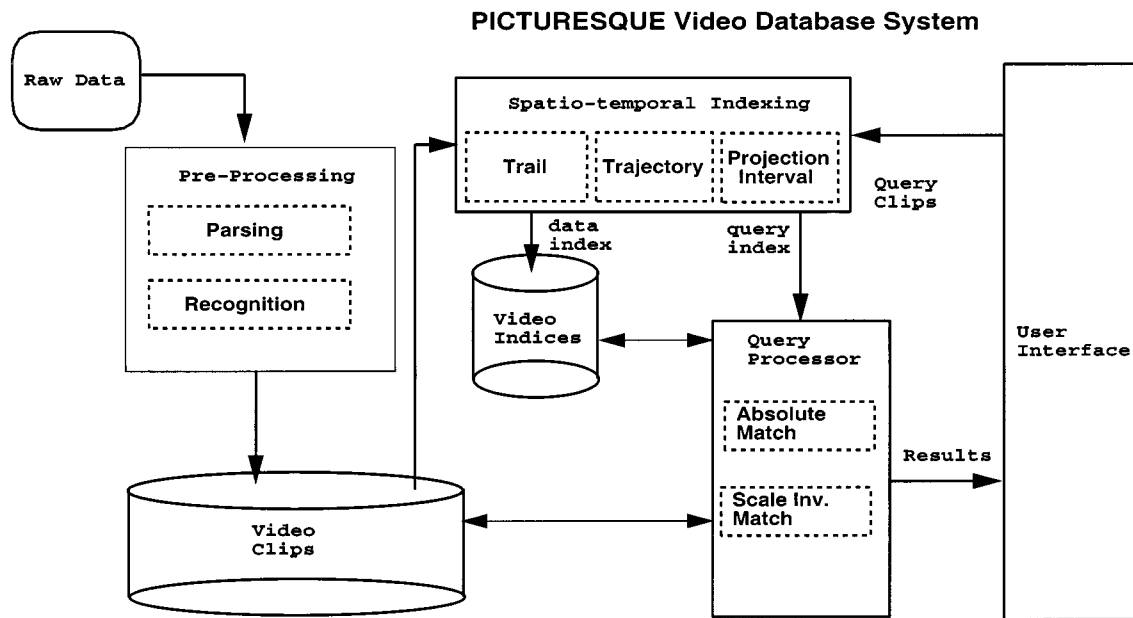 PICTURESQUE Video Database System
Raw Data
Pre-Processing
Parsing
Recognition
Spatio-temporal Indexing
Trail
Trajectory
Projection
Interval
Query
Clips
data
index
query
index
Video
Indices
Query
Processor
Absolute
Match
Scale Inv.
Match
User
Interface
Results
Video
Clips